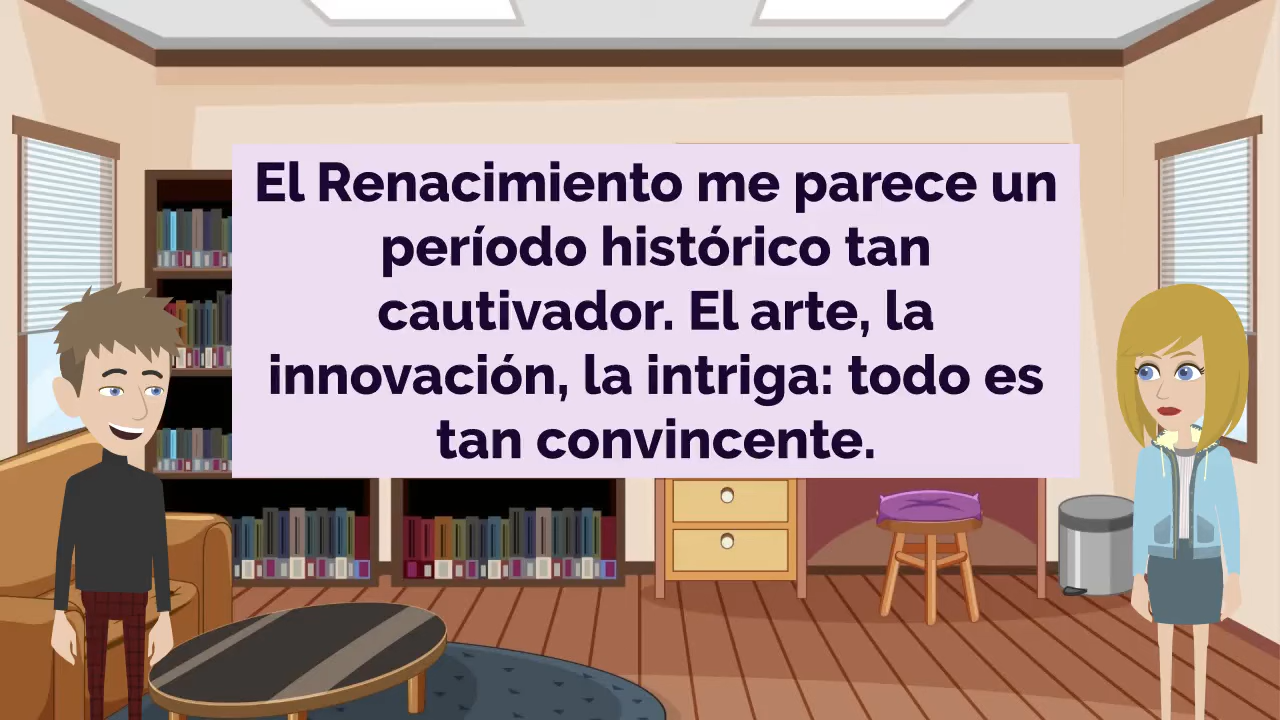 El Renacimiento me parece un
período histórico tan
cautivador. El arte, la
innovación, la intriga: todo es
tan convincente.